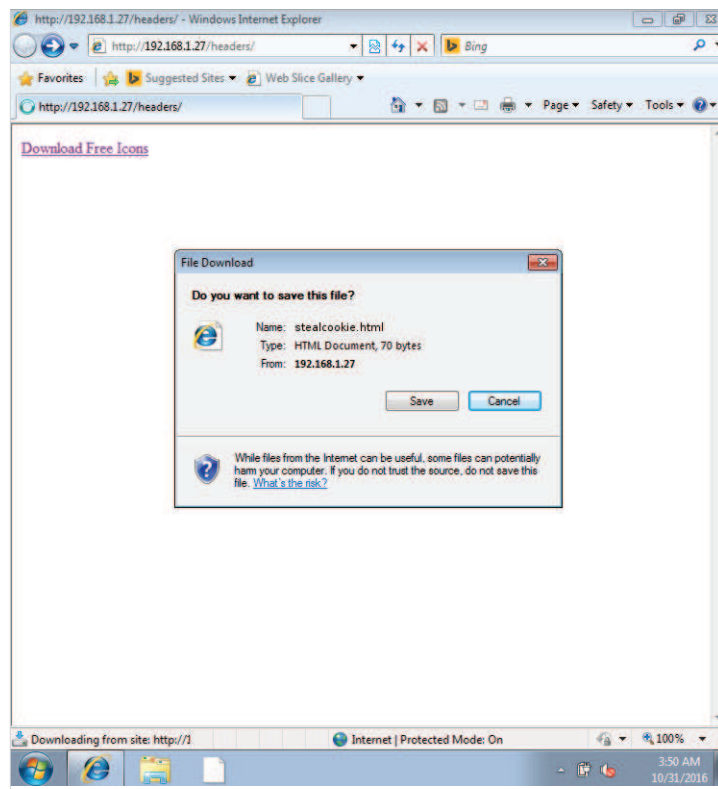 http://192.168.1.27/headers/ - Windows Internet Explorer
http://192.168.1.27/headers/
Bing
Favorites
Suggested Sites
Web Slice Gallery
http://192.168.1.27/headers/
Page
Safety
Tools
Download Free Icons
File Download
Do you want to save this file?
Name: stealcookie.html
Type: HTML Document, 70 bytes
From: 192.168.1.27
Save
Cancel
While files from the Internet can be useful, some files can potentially
harm your computer. If you do not trust the source, do not save this
file. What's the risk?
Downloading from site: http://1
Internet | Protected Mode: On
100%
3:50 AM
10/31/2016